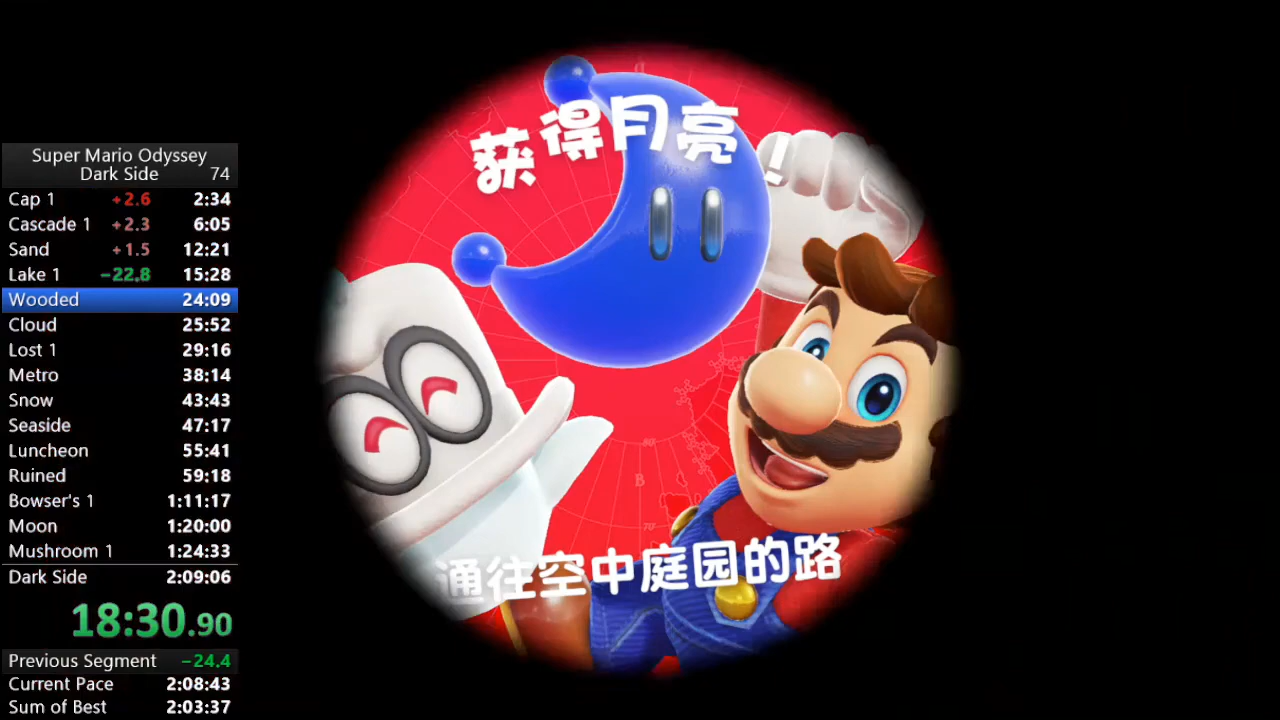 Super Mario Odyssey
Dark Side 74
Cap 1 +2.6 2:34
Cascade 1 +2.3 6:05
Sand +1.5 12:21
Lake 1 -22.8 15:28
Wooded 24:09
Cloud 25:52
Lost 1 29:16
Metro 38:14
Snow 43:43
Seaside 47:17
Luncheon 55:41
Ruined 59:18
Bowser's 1 1:11:17
Moon 1:20:00
Mushroom 1 1:24:33
Dark Side 2:09:06
18:30.90
Previous Segment -24.4
Current Pace 2:08:43
Sum of Best 2:03:37
获得月亮！
通往空中庭园的路